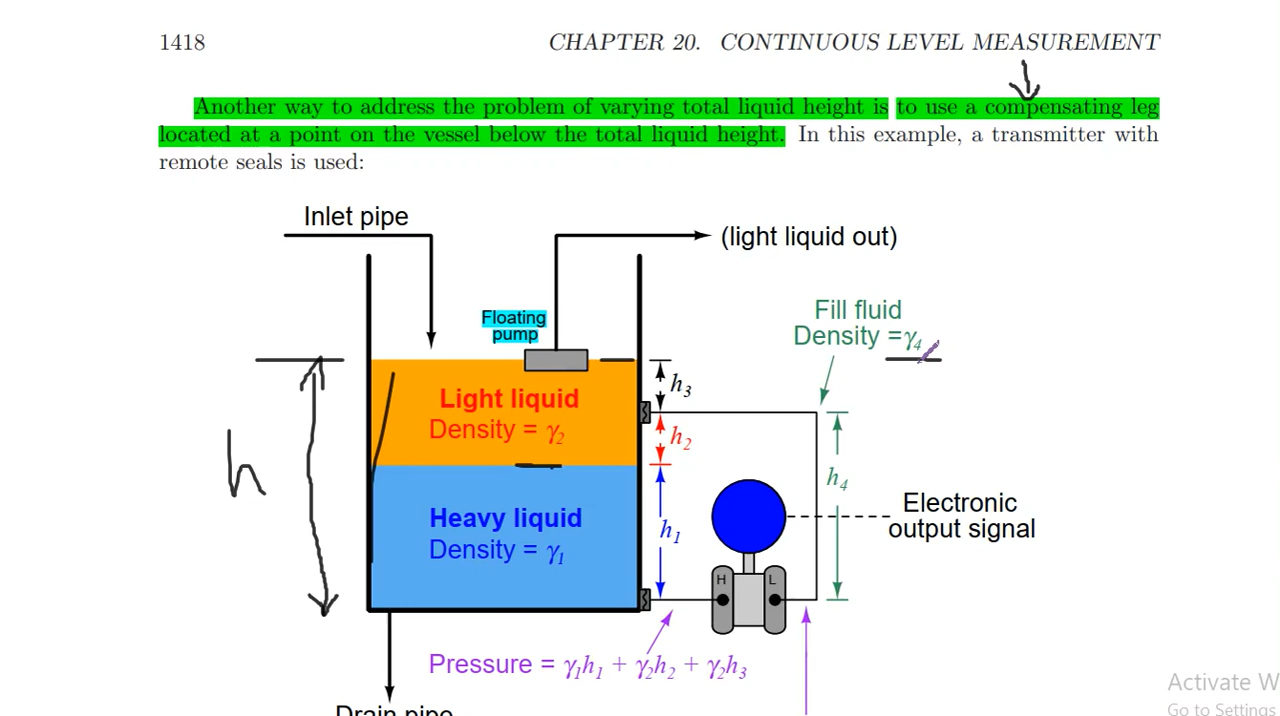 1418 CHAPTER 20. CONTINUOUS LEVEL MEASUREMENT
Another way to address the problem of varying total liquid height is to use a compensating leg
located at a point on the vessel below the total liquid height. In this example, a transmitter with
remote seals is used:
Inlet pipe
(light liquid out)
Floating
pump
Fill fluid
Density =γ4
h3
Light liquid
Density = γ2
h2
h
h4
Heavy liquid
Density = γ1
h1
Electronic
output signal
H L
Pressure = γ1h1 + γ2h2 + γ2h3
Drain pipe
Activate W
Go to Settings